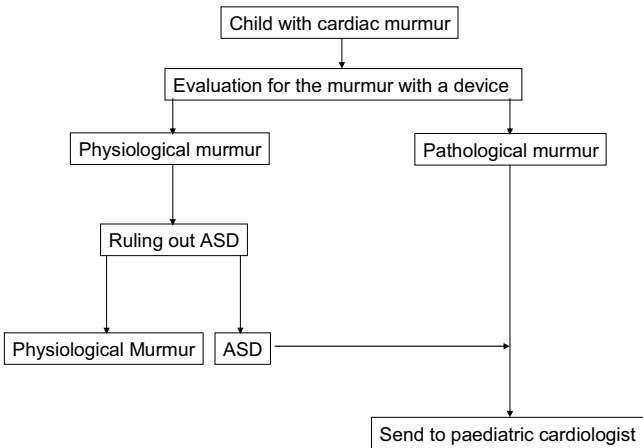 Child with cardiac murmur
Evaluation for the murmur with a device
Physiological murmur
Pathological murmur
Ruling out ASD
Physiological Murmur
ASD
Send to paediatric cardiologist